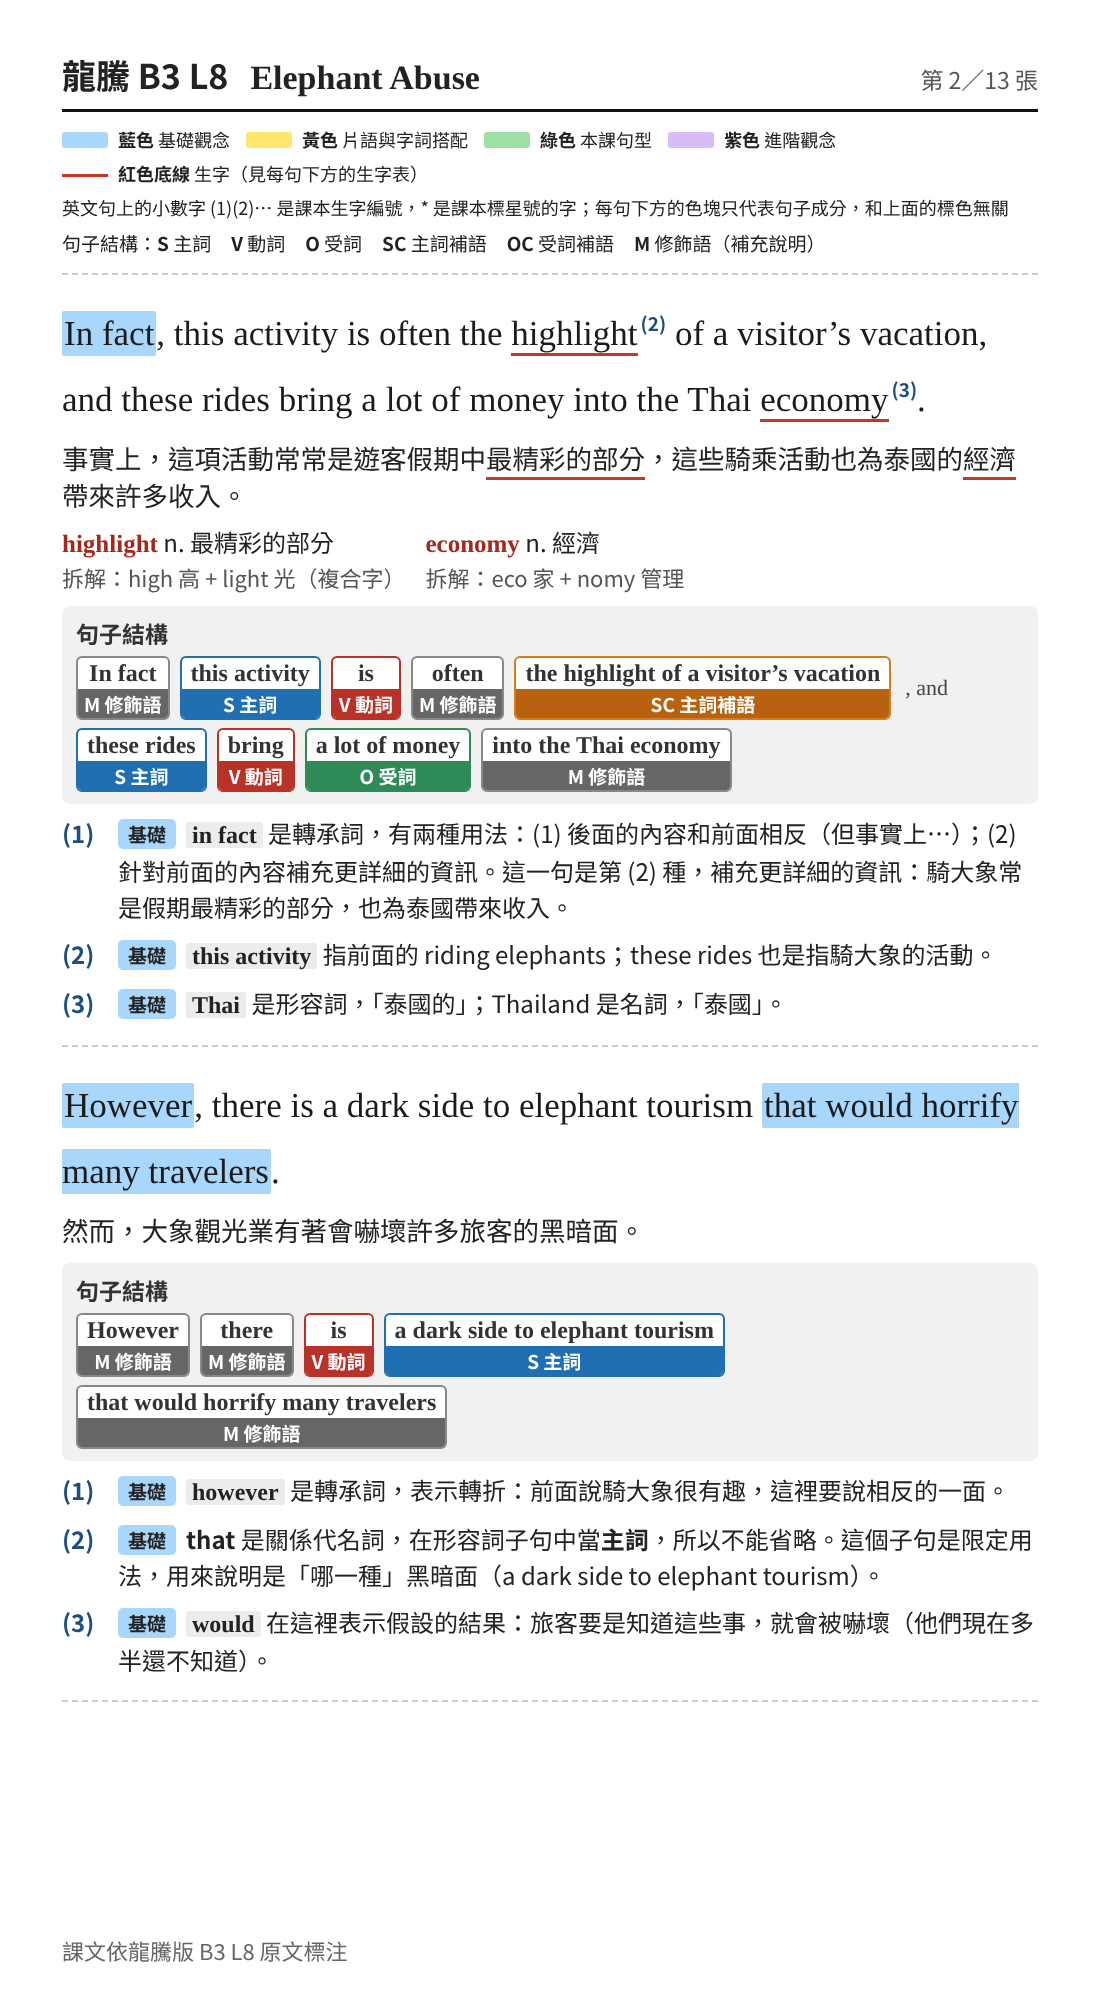 龍騰 B3 L8 Elephant Abuse
第 2／13 張
藍色 基礎觀念 黃色 片語與字詞搭配 綠色 本課句型 紫色 進階觀念
紅色底線 生字（見每句下方的生字表）
英文句上的小數字 (1)(2)⋯ 是課本生字編號，* 是課本標星號的字；每句下方的色塊只代表句子成分，和上面的標色無關
句子結構：S 主詞 V 動詞 O 受詞 SC 主詞補語 OC 受詞補語 M 修飾語（補充說明）
In fact, this activity is often the highlight(2) of a visitor’s vacation,
and these rides bring a lot of money into the Thai economy(3).
事實上，這項活動常常是遊客假期中最精彩的部分，這些騎乘活動也為泰國的經濟
帶來許多收入。
highlight n. 最精彩的部分 economy n. 經濟
拆解：high 高 + light 光（複合字） 拆解：eco 家 + nomy 管理
句子結構
In fact this activity is often the highlight of a visitor’s vacation , and
M 修飾語 S 主詞 V 動詞 M 修飾語 SC 主詞補語
these rides bring a lot of money into the Thai economy
S 主詞 V 動詞 O 受詞 M 修飾語
(1) 基礎 in fact 是轉承詞，有兩種用法：(1) 後面的內容和前面相反（但事實上⋯）；(2)
針對前面的內容補充更詳細的資訊。這一句是第 (2) 種，補充更詳細的資訊：騎大象常
是假期最精彩的部分，也為泰國帶來收入。
(2) 基礎 this activity 指前面的 riding elephants；these rides 也是指騎大象的活動。
(3) 基礎 Thai 是形容詞，「泰國的」；Thailand 是名詞，「泰國」。
However, there is a dark side to elephant tourism that would horrify
many travelers.
然而，大象觀光業有著會嚇壞許多旅客的黑暗面。
句子結構
However there is a dark side to elephant tourism
M 修飾語 M 修飾語 V 動詞 S 主詞
that would horrify many travelers
M 修飾語
(1) 基礎 however 是轉承詞，表示轉折：前面說騎大象很有趣，這裡要說相反的一面。
(2) 基礎 that 是關係代名詞，在形容詞子句中當主詞，所以不能省略。這個子句是限定用
法，用來說明是「哪一種」黑暗面（a dark side to elephant tourism）。
(3) 基礎 would 在這裡表示假設的結果：旅客要是知道這些事，就會被嚇壞（他們現在多
半還不知道）。
課文依龍騰版 B3 L8 原文標注